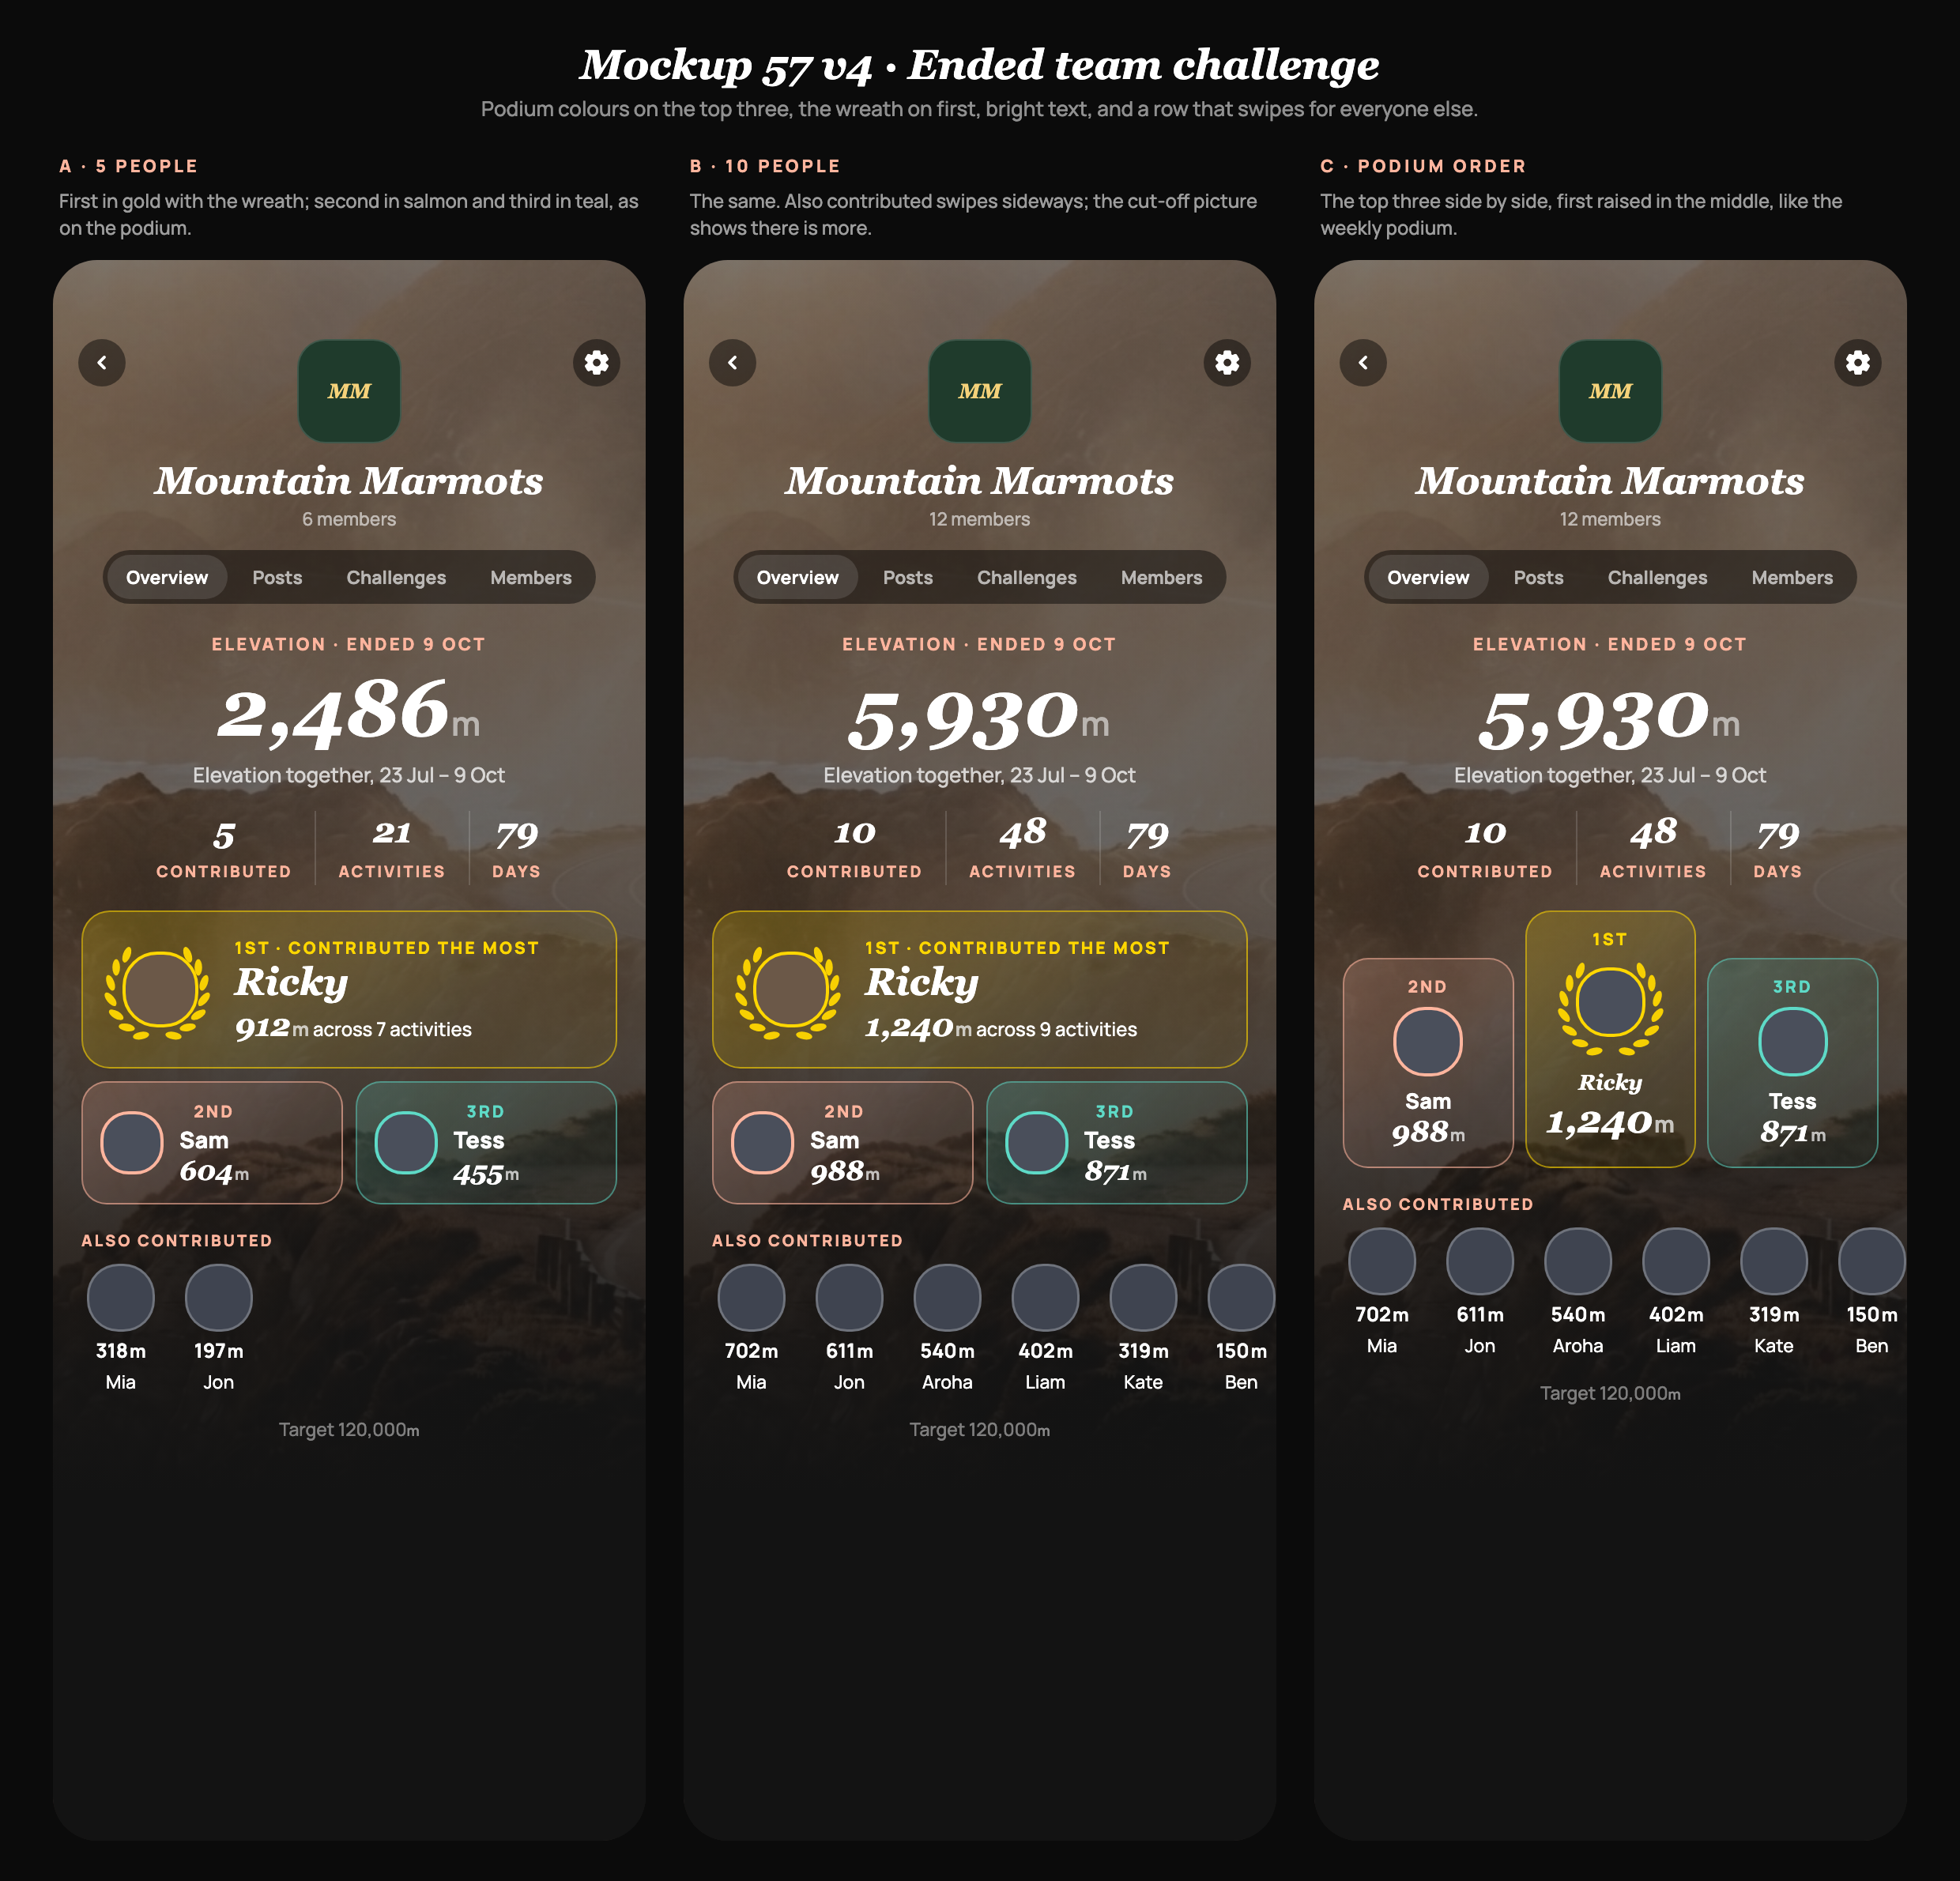 Mockup 57 v4 · Ended team challenge
Podium colours on the top three, the wreath on first, bright text, and a row that swipes for everyone else.
A · 5 PEOPLE
First in gold with the wreath; second in salmon and third in teal, as
on the podium.
MM
Mountain Marmots
6 members
Overview Posts Challenges Members
ELEVATION · ENDED 9 OCT
2,486m
Elevation together, 23 Jul – 9 Oct
5 21 79
CONTRIBUTED ACTIVITIES DAYS
1ST · CONTRIBUTED THE MOST
Ricky
912m across 7 activities
2ND
Sam
604m
3RD
Tess
455m
ALSO CONTRIBUTED
318m 197m
Mia Jon
Target 120,000m
B · 10 PEOPLE
The same. Also contributed swipes sideways; the cut-off picture
shows there is more.
MM
Mountain Marmots
12 members
Overview Posts Challenges Members
ELEVATION · ENDED 9 OCT
5,930m
Elevation together, 23 Jul – 9 Oct
10 48 79
CONTRIBUTED ACTIVITIES DAYS
1ST · CONTRIBUTED THE MOST
Ricky
1,240m across 9 activities
2ND
Sam
988m
3RD
Tess
871m
ALSO CONTRIBUTED
702m 611m 540m 402m 319m 150m
Mia Jon Aroha Liam Kate Ben
Target 120,000m
C · PODIUM ORDER
The top three side by side, first raised in the middle, like the
weekly podium.
MM
Mountain Marmots
12 members
Overview Posts Challenges Members
ELEVATION · ENDED 9 OCT
5,930m
Elevation together, 23 Jul – 9 Oct
10 48 79
CONTRIBUTED ACTIVITIES DAYS
2ND
Sam
988m
1ST
Ricky
1,240m
3RD
Tess
871m
ALSO CONTRIBUTED
702m 611m 540m 402m 319m 150m
Mia Jon Aroha Liam Kate Ben
Target 120,000m